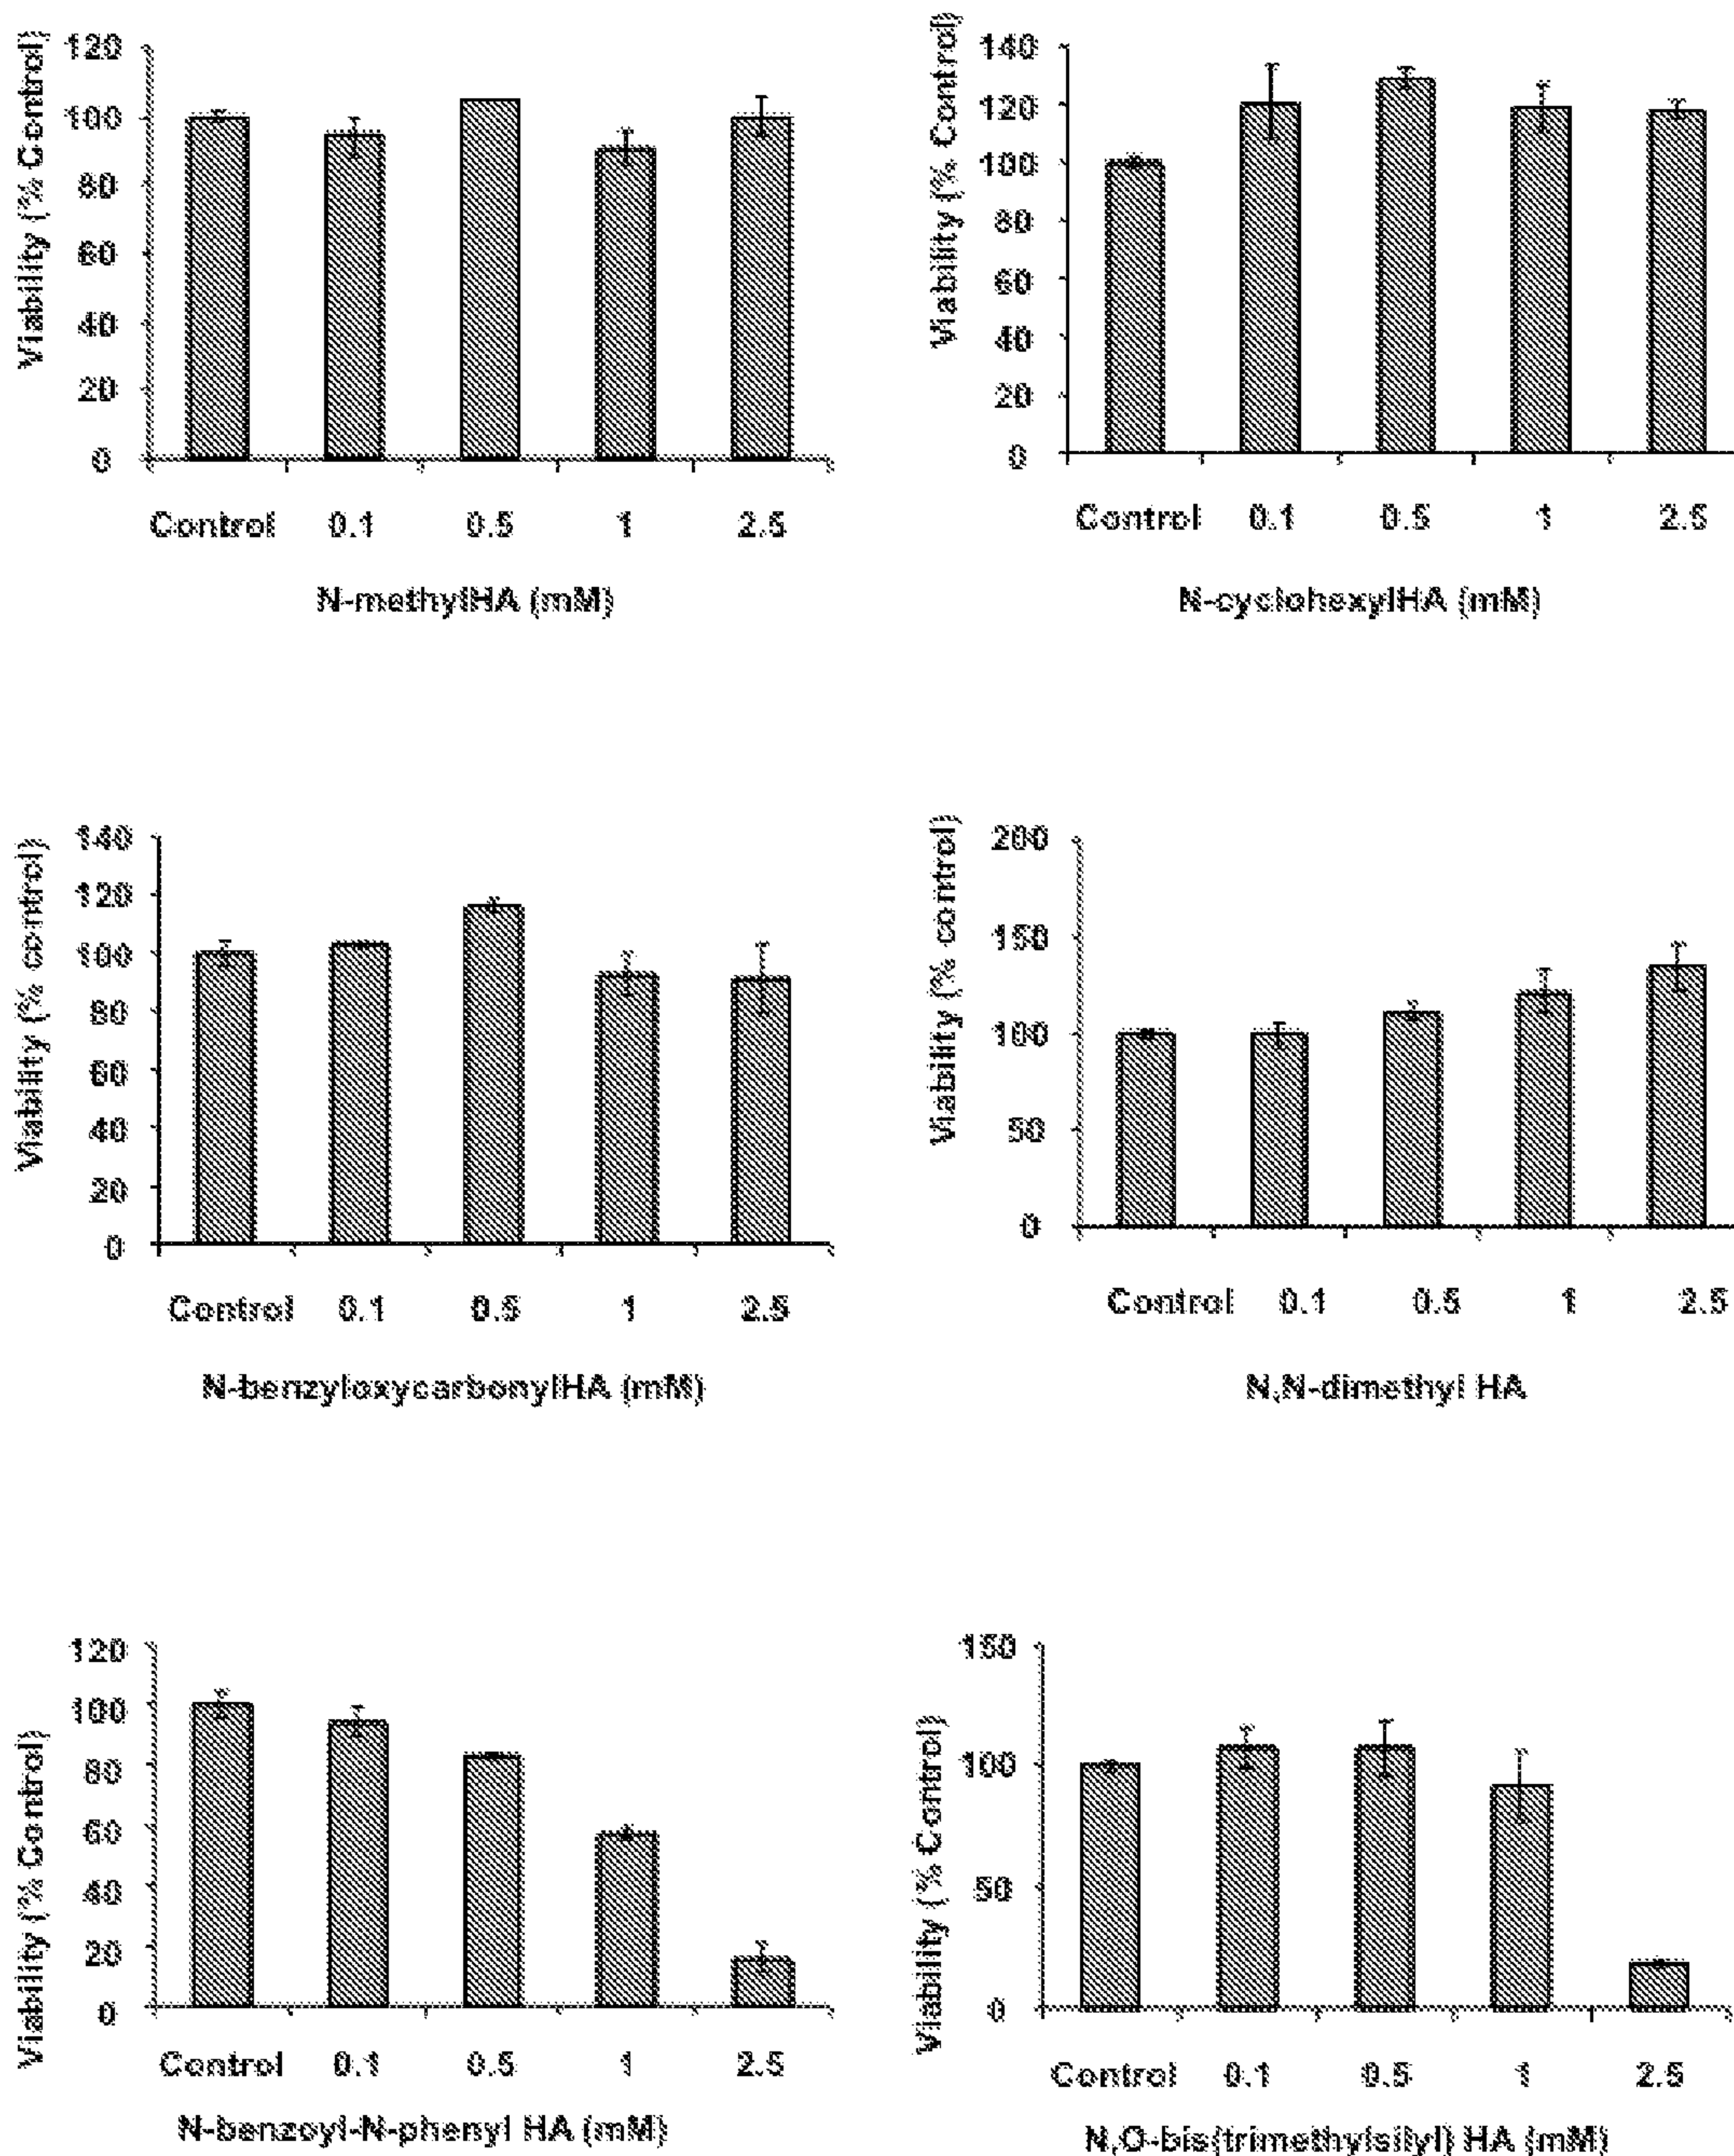 Viability (% Control)
120
100
80
60
40
20
0
Control 0.1 0.5 1 2.5
N-methylHA (mM)
Viability (% Control)
140
120
100
80
60
40
20
0
Control 0.1 0.5 1 2.5
N-cyclohexylHA (mM)
Viability (% control)
140
120
100
80
60
40
20
0
Control 0.1 0.5 1 2.5
N-benzyloxycarbonylHA (mM)
Viability (% control)
200
150
100
50
0
Control 0.1 0.5 1 2.5
N,N-dimethyl HA
Viability (% Control)
120
100
80
60
40
20
0
Control 0.1 0.5 1 2.5
N-benzoyl-N-phenyl HA (mM)
Viability (% Control)
150
100
50
0
Control 0.1 0.5 1 2.5
N,O-bis(trimethylsilyl) HA (mM)